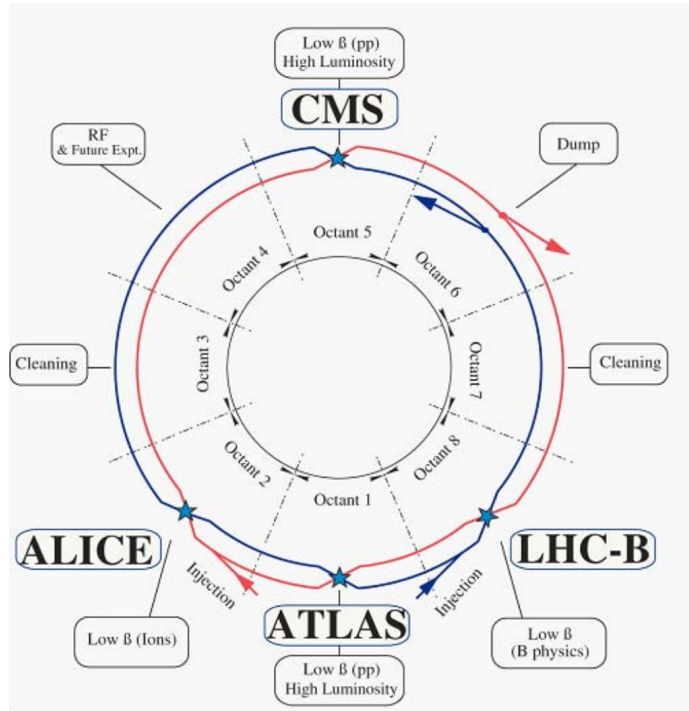 Low ß (pp)
High Luminosity
CMS
RF
& Future Expt.
Dump
Octant 5
Octant 4
Octant 6
Cleaning
Octant 3
Octant 7
Cleaning
Octant 2
Octant 8
Octant 1
ALICE
LHC-B
Injection
Injection
Low ß (Ions)
ATLAS
Low ß
(B physics)
Low ß (pp)
High Luminosity